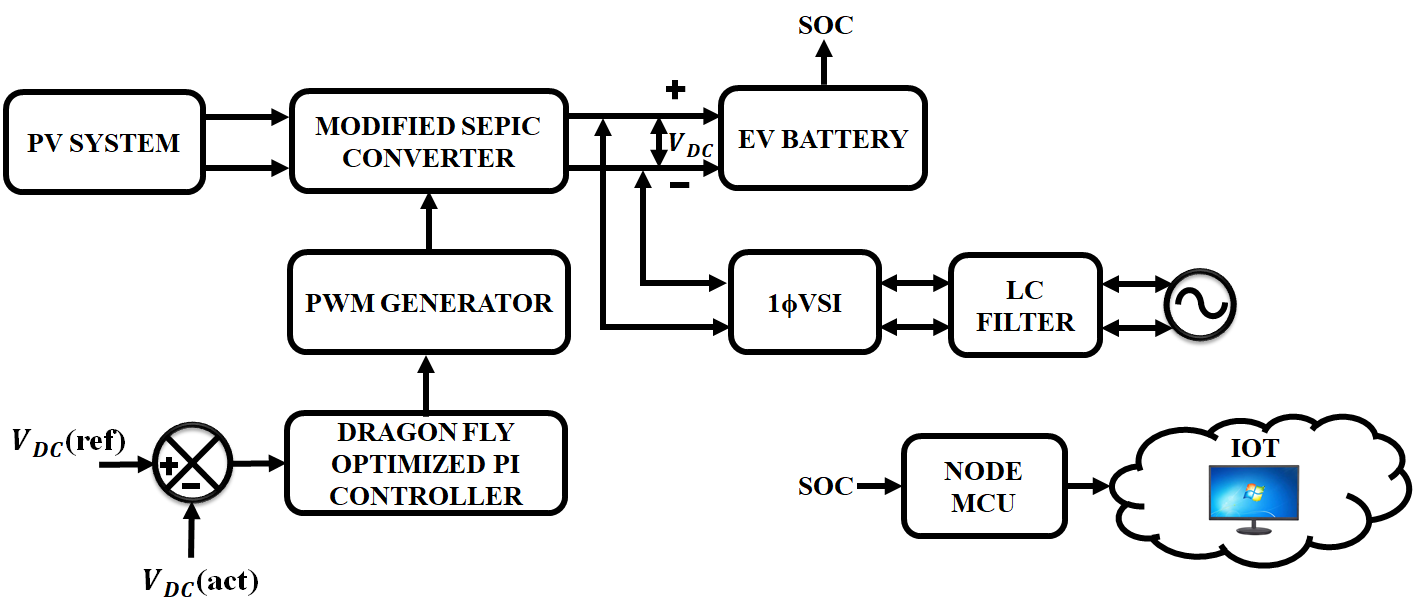 SOC
PV SYSTEM
MODIFIED SEPIC
CONVERTER
+
V_DC
−
EV BATTERY
PWM GENERATOR
1ϕVSI
LC
FILTER
V_DC(ref)
+
−
V_DC(act)
DRAGON FLY
OPTIMIZED PI
CONTROLLER
SOC
NODE
MCU
IOT